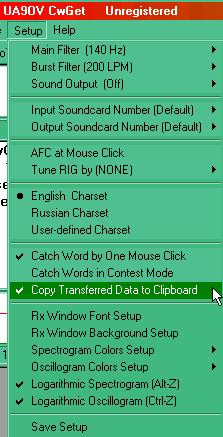 UA9OV CwGet Unregistered
Setup Help
Main Filter (140 Hz)
Burst Filter (200 LPM)
Sound Output (Off)
Input Soundcard Number (Default)
Output Soundcard Number (Default)
AFC at Mouse Click
Tune RIG by (NONE)
English Charset
Russian Charset
User-defined Charset
Catch Word by One Mouse Click
Catch Words in Contest Mode
Copy Transferred Data to Clipboard
Rx Window Font Setup
Rx Window Background Setup
Spectrogram Colors Setup
Oscillogram Colors Setup
Logarithmic Spectrogram (Alt-Z)
Logarithmic Oscillogram (Ctrl-Z)
Save Setup